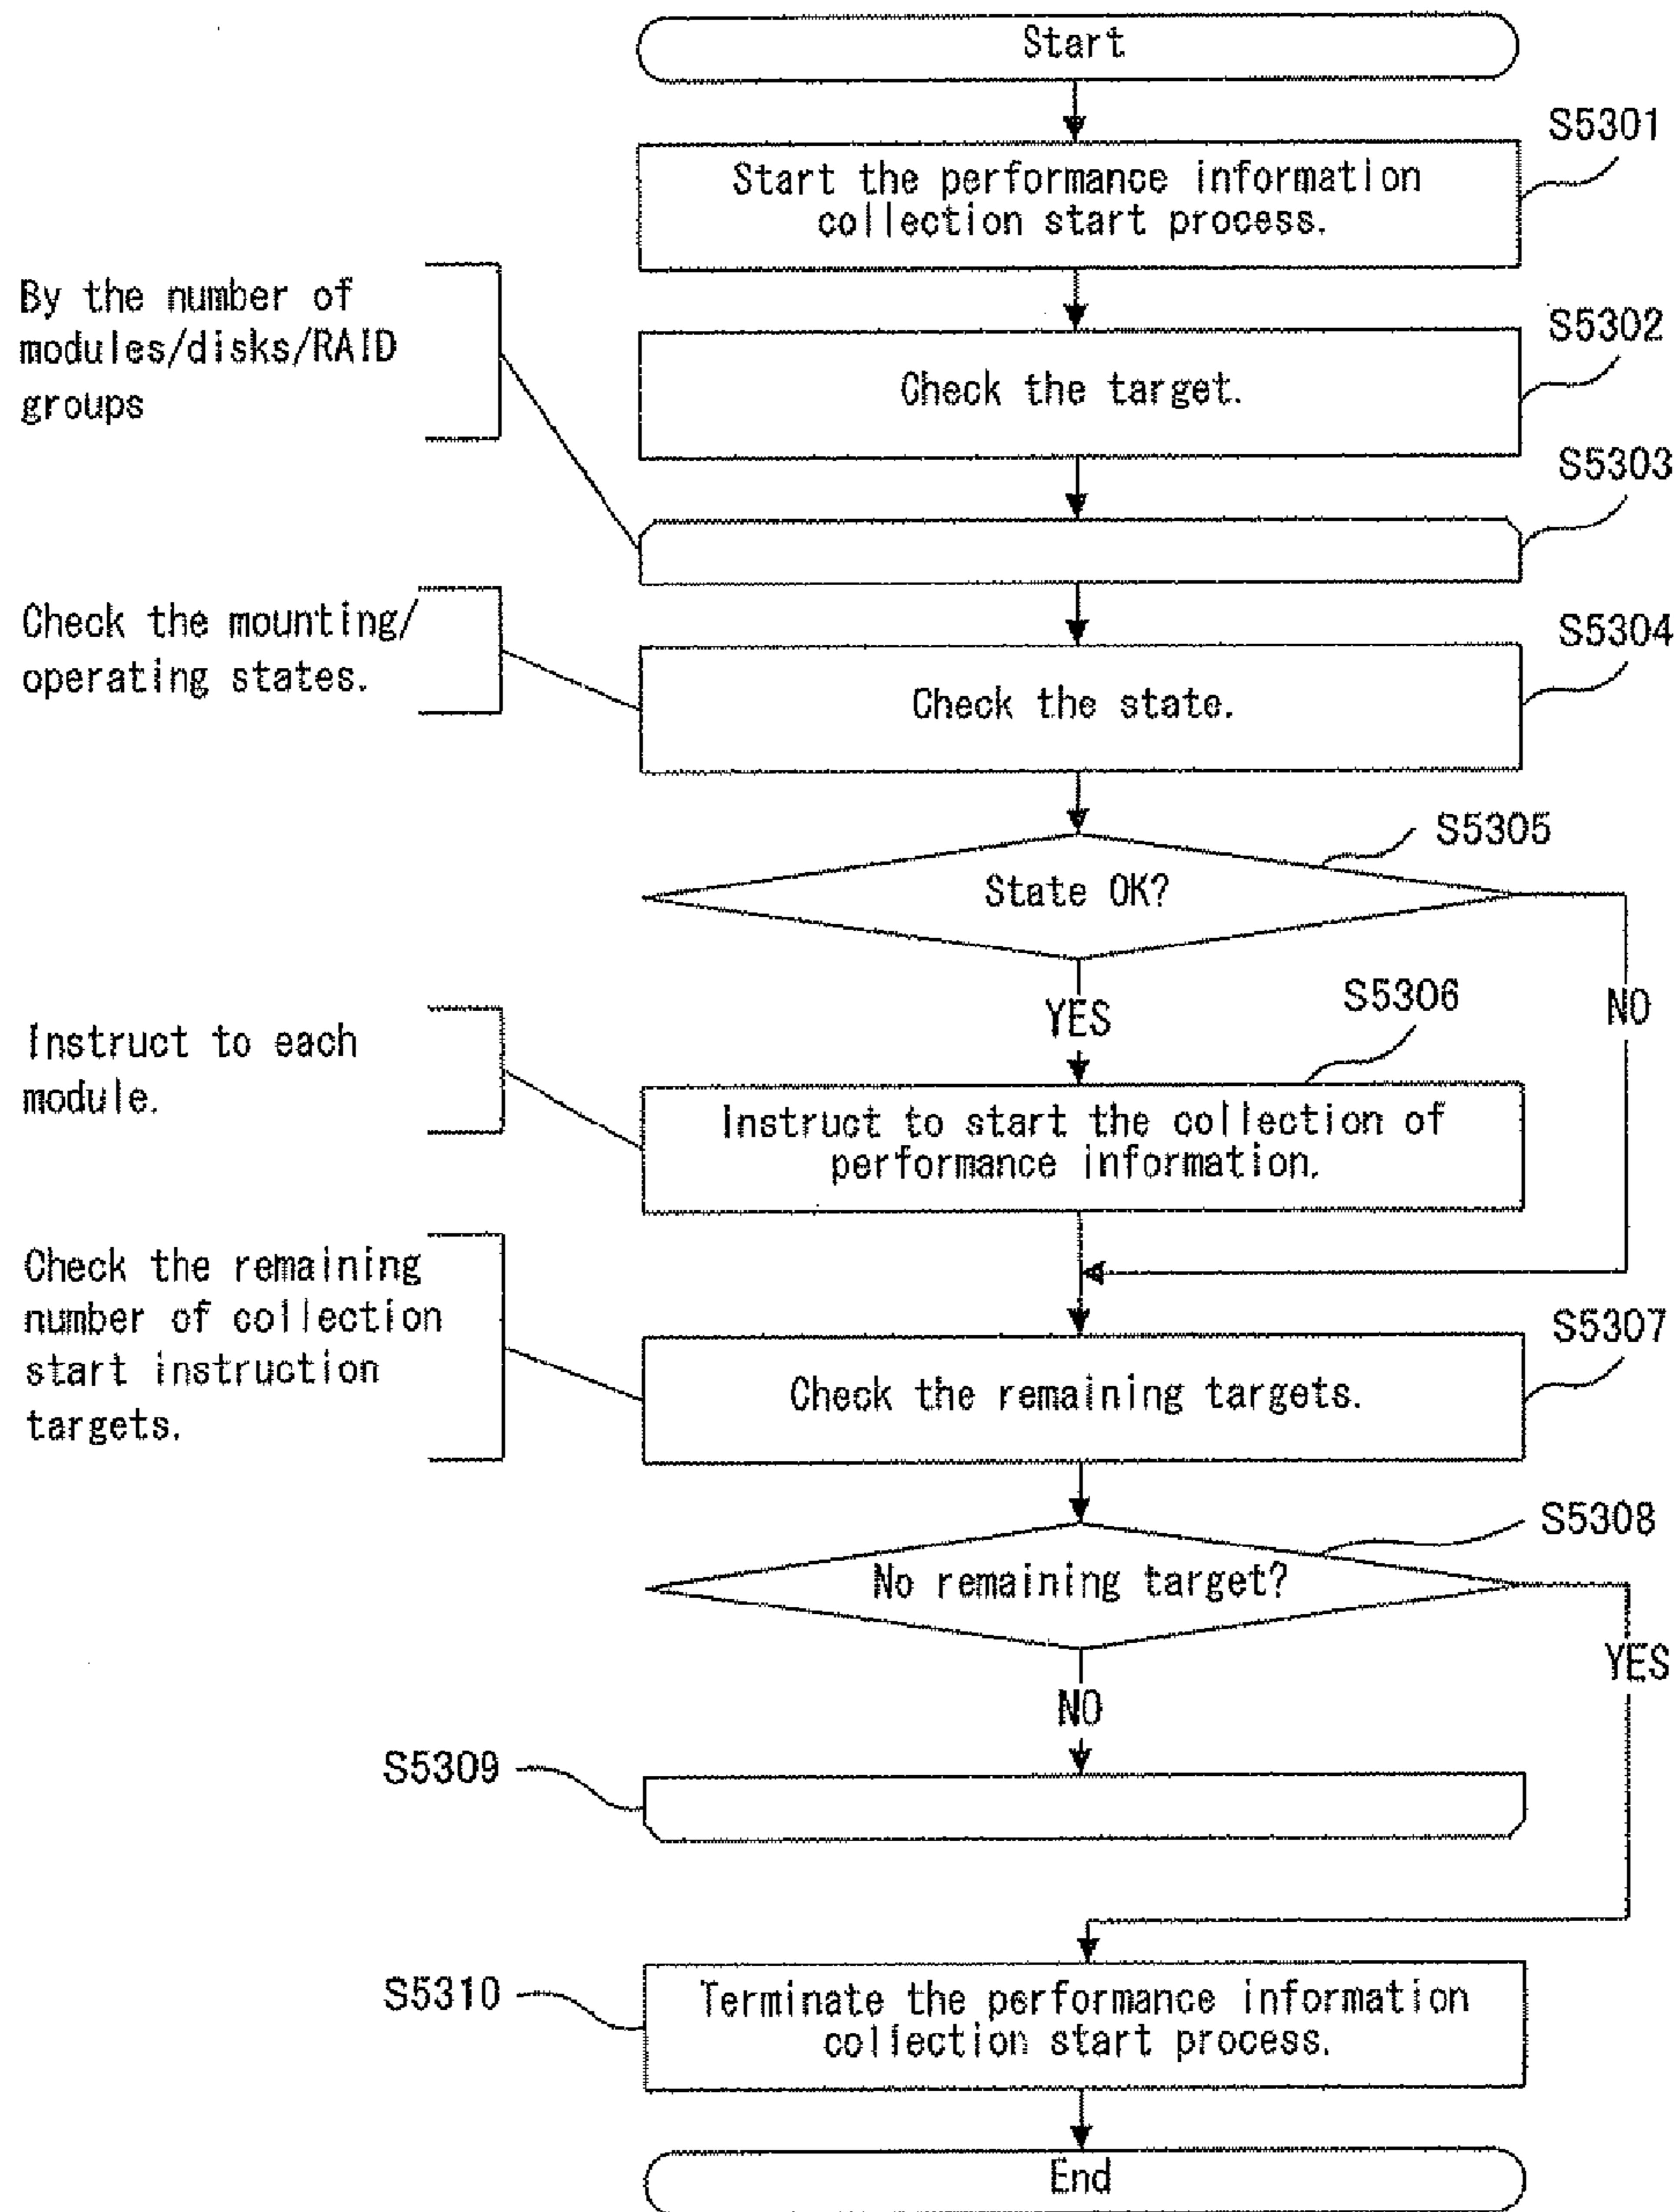 Start
S5301
Start the performance information
collection start process.
By the number of
modules/disks/RAID
groups
S5302
Check the target.
S5303
Check the mounting/
operating states.
S5304
Check the state.
S5305
State OK?
YES
NO
S5306
Instruct to each
module.
Instruct to start the collection of
performance information.
Check the remaining
number of collection
start instruction
targets.
S5307
Check the remaining targets.
S5308
No remaining target?
YES
NO
S5309
S5310
Terminate the performance information
collection start process.
End